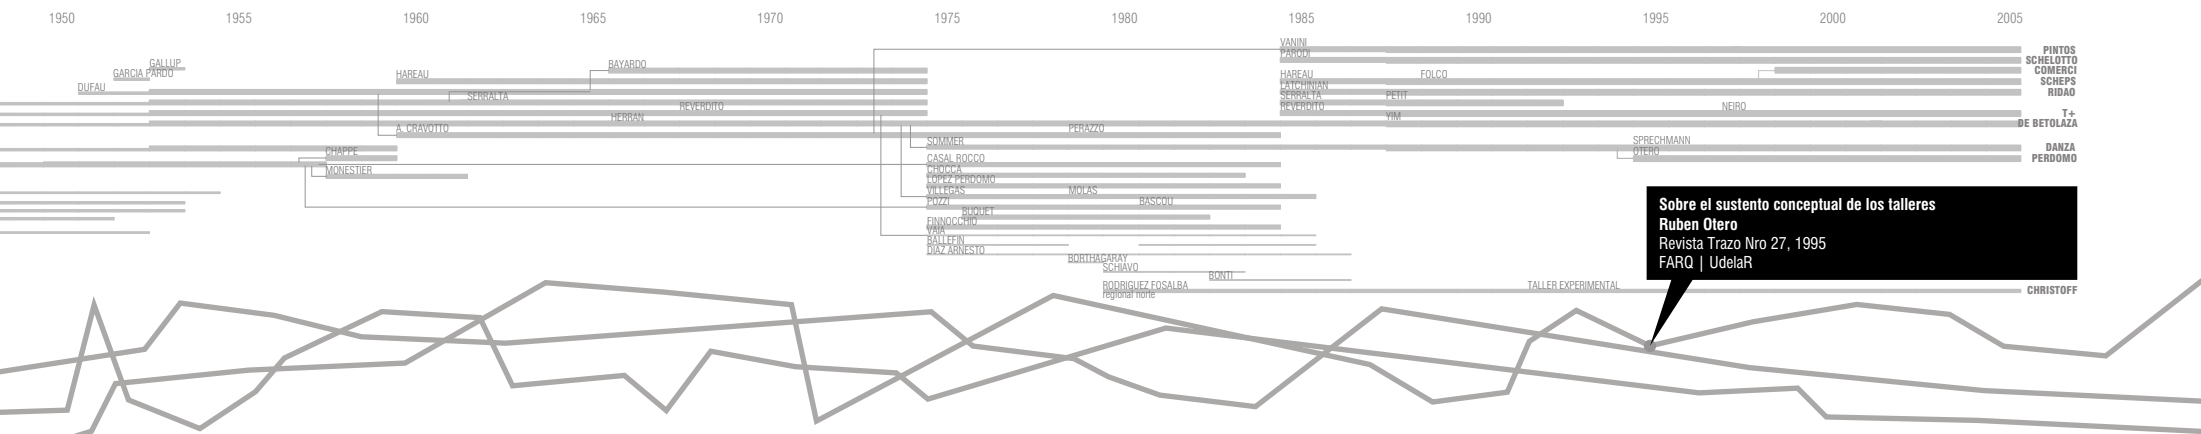 1950 1955 1960 1965 1970 1975 1980 1985 1990 1995 2000 2005
VANINI
PINTOS
PARODI
SCHELOTTO
GALLUP
BAYARDO
COMERCI
GARCIA PARDO
HAREAU
HAREAU
FOLCO
SCHEPS
DUFAU
LATCHINIAN
RIDAO
SERRALTA
SERRALTA
PETIT
REVERDITO
REVERDITO
NEIRO
T+
HERRAN
YIM
DE BETOLAZA
A. CRAVOTTO
PERAZZO
SOMMER
SPRECHMANN
DANZA
CHAPPE
OTERO
PERDOMO
CASAL ROCCO
MONESTIER
CHOCCA
LOPEZ PERDOMO
VILLEGAS
MOLAS
POZZI
BASCOU
BUQUET
FINNOCCHIO
VAIA
BALLEFIN
DIAZ ARNESTO
BORTHAGARAY
SCHIAVO
BONTI
RODRIGUEZ FOSALBA
regional norte
TALLER EXPERIMENTAL
CHRISTOFF
Sobre el sustento conceptual de los talleres
Ruben Otero
Revista Trazo Nro 27, 1995
FARQ | UdelaR